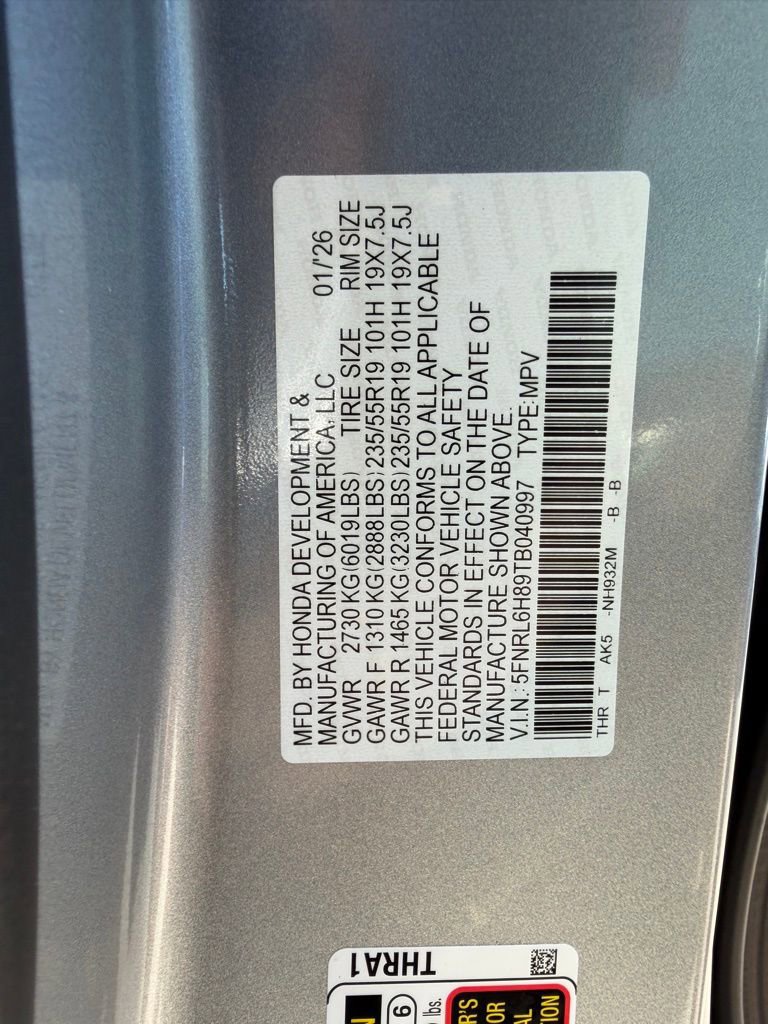 MFD. BY HONDA DEVELOPMENT &
MANUFACTURING OF AMERICA, LLC 01/'26
GVWR 2730 KG(6019LBS) TIRE SIZE RIM SIZE
GAWR F 1310 KG(2888LBS)235/55R19 101H 19X7.5J
GAWR R 1465 KG(3230LBS)235/55R19 101H 19X7.5J
THIS VEHICLE CONFORMS TO ALL APPLICABLE
FEDERAL MOTOR VEHICLE SAFETY
STANDARDS IN EFFECT ON THE DATE OF
MANUFACTURE SHOWN ABOVE.
V.I.N.: 5FNRL6H89TB040997 TYPE:MPV
THR T AK5 -NH932M -B -B
THRA1
6
lbs.